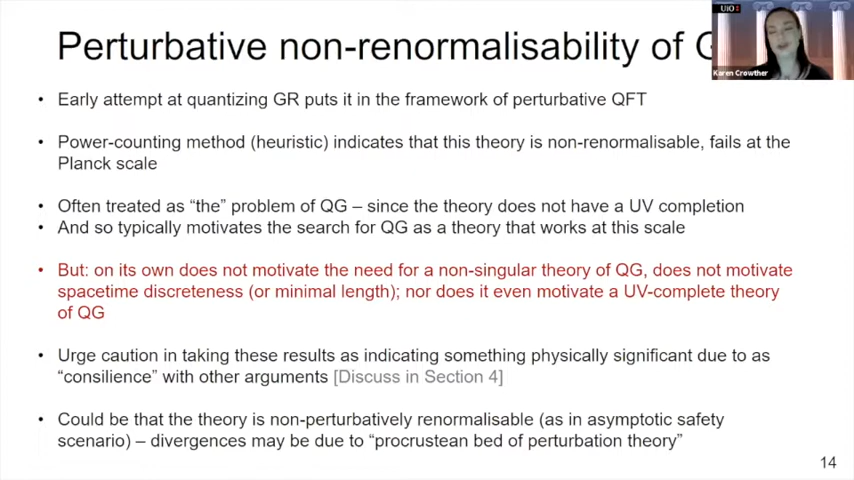 Perturbative non-renormalisability of
UiO
Karen Crowther
• Early attempt at quantizing GR puts it in the framework of perturbative QFT
• Power-counting method (heuristic) indicates that this theory is non-renormalisable, fails at the
Planck scale
• Often treated as “the” problem of QG – since the theory does not have a UV completion
• And so typically motivates the search for QG as a theory that works at this scale
• But: on its own does not motivate the need for a non-singular theory of QG, does not motivate
spacetime discreteness (or minimal length); nor does it even motivate a UV-complete theory
of QG
• Urge caution in taking these results as indicating something physically significant due to as
“consilience” with other arguments [Discuss in Section 4]
• Could be that the theory is non-perturbatively renormalisable (as in asymptotic safety
scenario) – divergences may be due to “procrustean bed of perturbation theory”
14